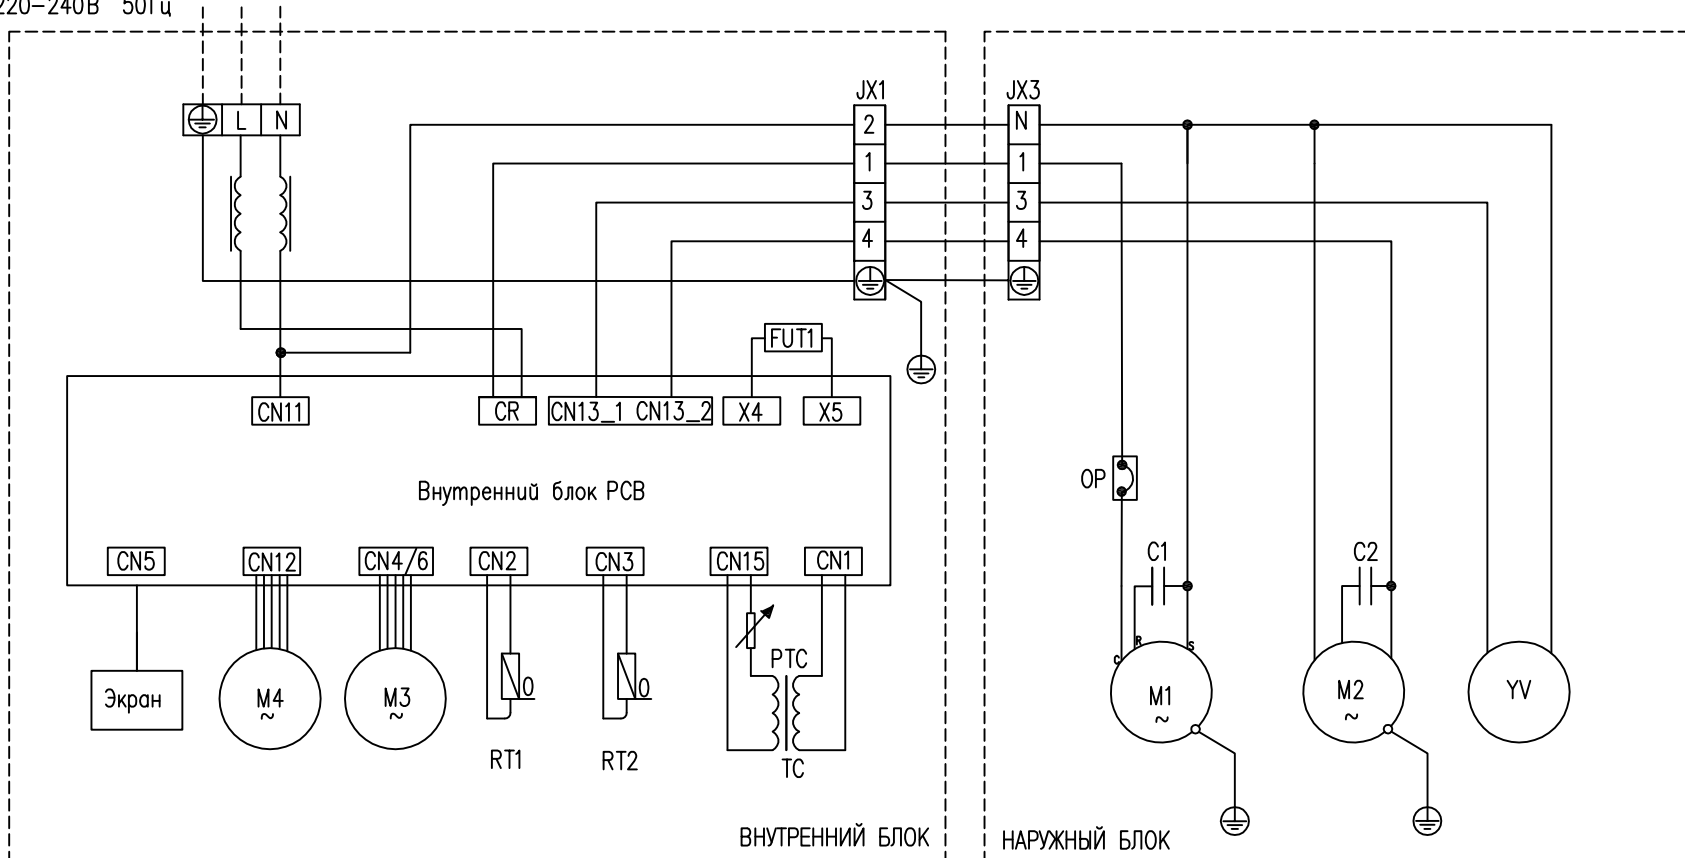 220-240В 50Гц
L N
JX1
2
1
3
4
JX3
N
1
3
4
FUT1
CN11
CR
CN13_1 CN13_2
X4
X5
Внутренний блок PCB
OP
CN5
CN12
CN4/6
CN2
CN3
CN15
CN1
C1
C2
Экран
M4
~
M3
~
0
RT1
0
RT2
PTC
TC
C
R
S
M1
~
M2
~
YV
ВНУТРЕННИЙ БЛОК
НАРУЖНЫЙ БЛОК